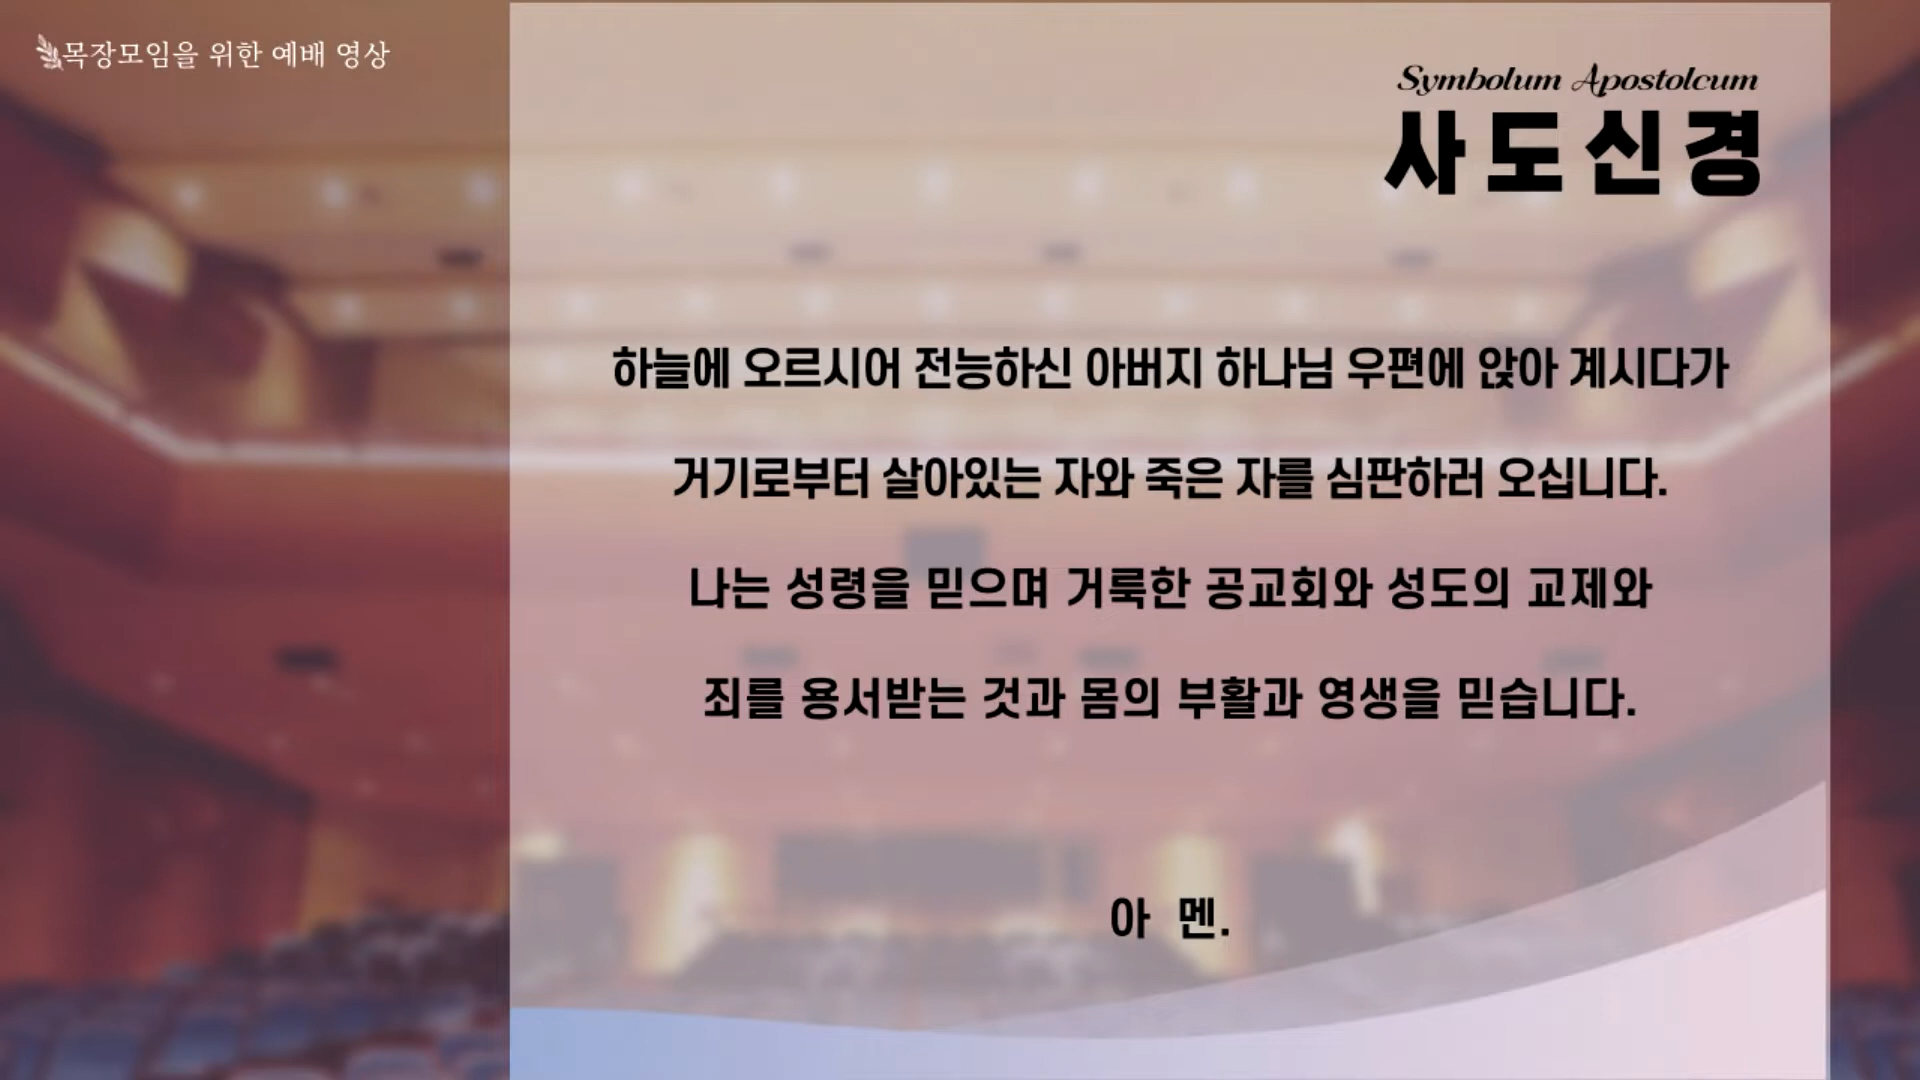 목장모임을 위한 예배 영상
Symbolum Apostolcum
사도신경
하늘에 오르시어 전능하신 아버지 하나님 우편에 앉아 계시다가
거기로부터 살아있는 자와 죽은 자를 심판하러 오십니다.
나는 성령을 믿으며 거룩한 공교회와 성도의 교제와
죄를 용서받는 것과 몸의 부활과 영생을 믿습니다.
아 멘.